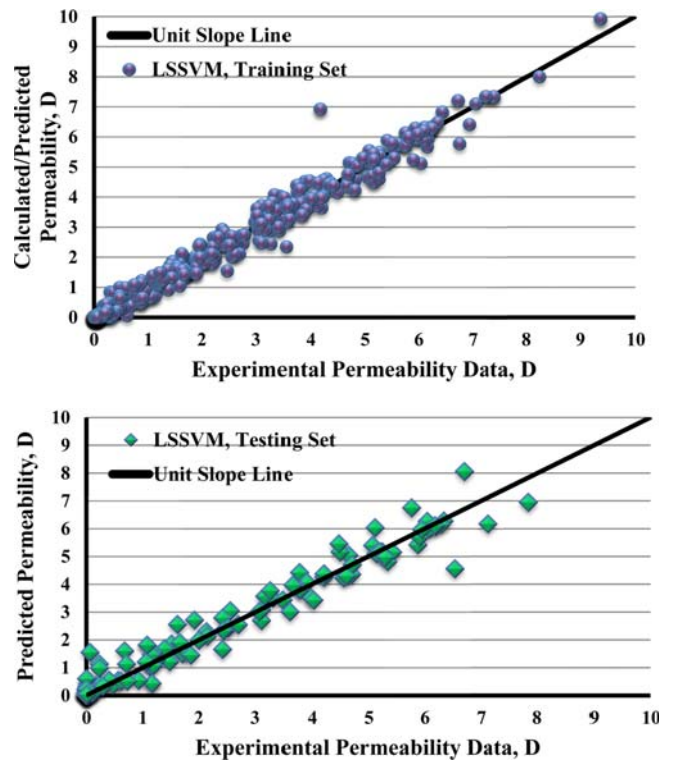 10
9
8
7
6
5
4
3
2
1
0
Calculated/Predicted
Permeability, D
Unit Slope Line
LSSVM, Training Set
0 1 2 3 4 5 6 7 8 9 10
Experimental Permeability Data, D
10
9
8
7
6
5
4
3
2
1
0
Predicted Permeability, D
LSSVM, Testing Set
Unit Slope Line
0 1 2 3 4 5 6 7 8 9 10
Experimental Permeability Data, D